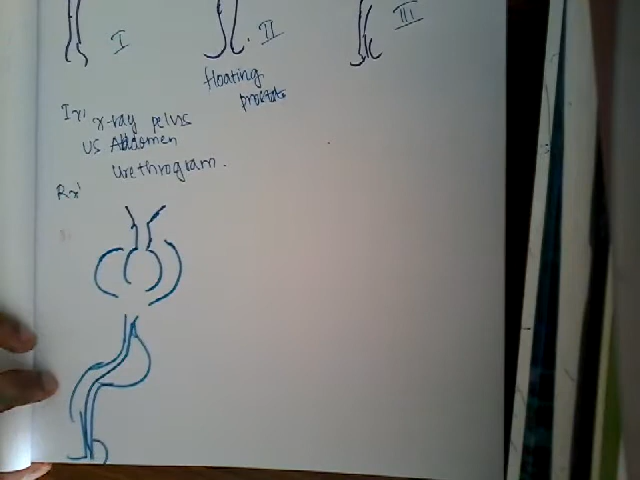 I
II
III
floating
prostate
Ix'
x-ray pelvis
US Abdomen
Urethrogram.
Rx'